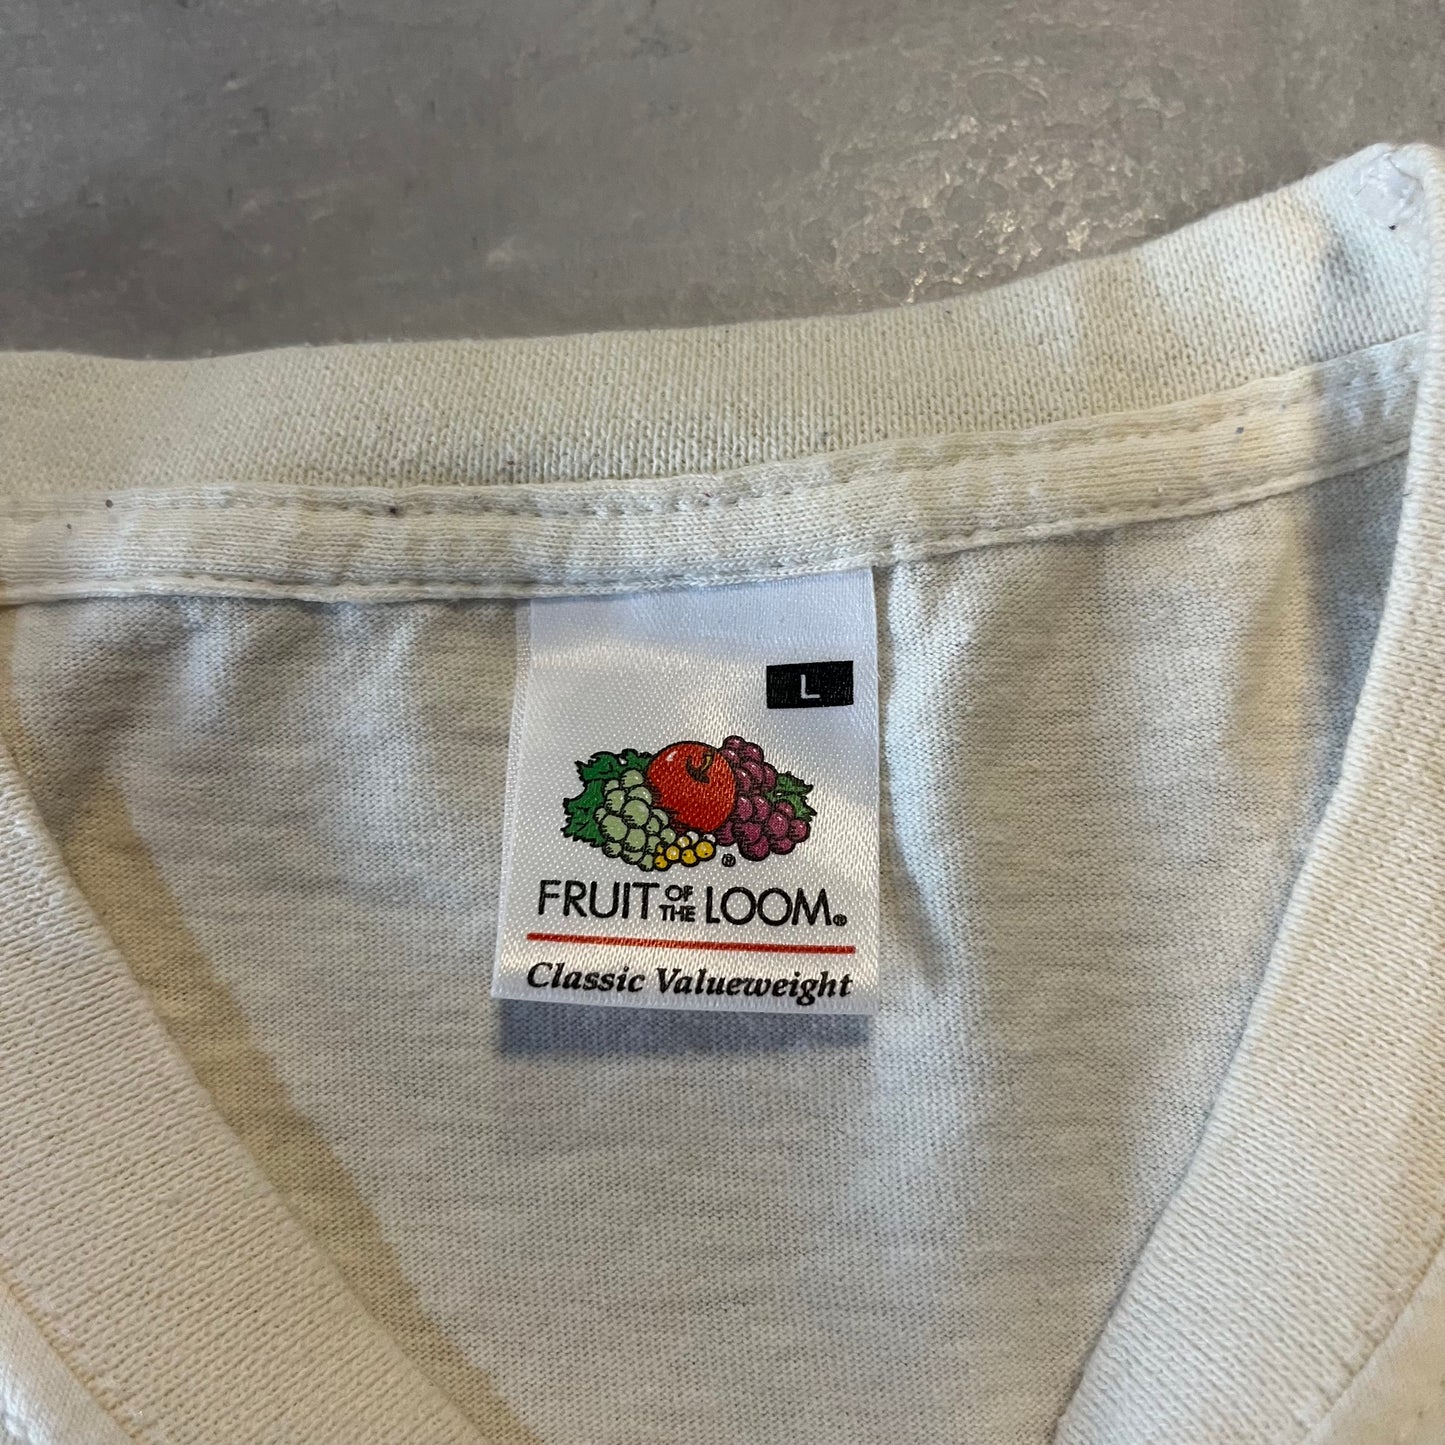 L
®
FRUIT OF THE LOOM®
Classic Valueweight